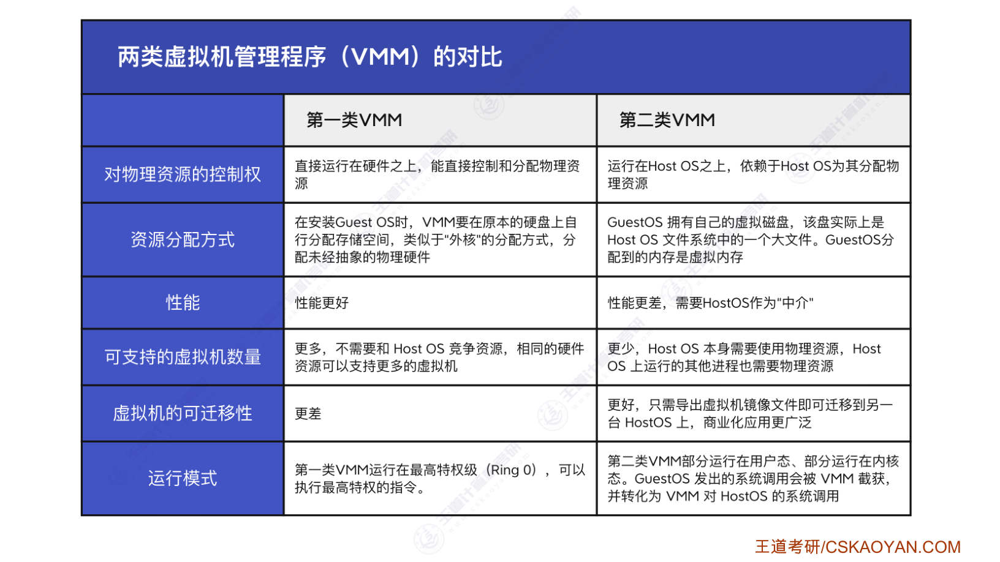 两类虚拟机管理程序（VMM）的对比
第一类VMM
第二类VMM
对物理资源的控制权
直接运行在硬件之上，能直接控制和分配物理资
源
运行在Host OS之上，依赖于Host OS为其分配物
理资源
资源分配方式
在安装Guest OS时，VMM要在原本的硬盘上自
行分配存储空间，类似于"外核"的分配方式，分
配未经抽象的物理硬件
GuestOS 拥有自己的虚拟磁盘，该盘实际上是
Host OS 文件系统中的一个大文件。GuestOS分
配到的内存是虚拟内存
性能
性能更好
性能更差，需要HostOS作为"中介"
可支持的虚拟机数量
更多，不需要和 Host OS 竞争资源，相同的硬件
资源可以支持更多的虚拟机
更少，Host OS 本身需要使用物理资源，Host
OS 上运行的其他进程也需要物理资源
虚拟机的可迁移性
更差
更好，只需导出虚拟机镜像文件即可迁移到另一
台 HostOS 上，商业化应用更广泛
运行模式
第一类VMM运行在最高特权级（Ring 0），可以
执行最高特权的指令。
第二类VMM部分运行在用户态、部分运行在内核
态。GuestOS 发出的系统调用会被 VMM 截获，
并转化为 VMM 对 HostOS 的系统调用
王道考研/CSKAOYAN.COM